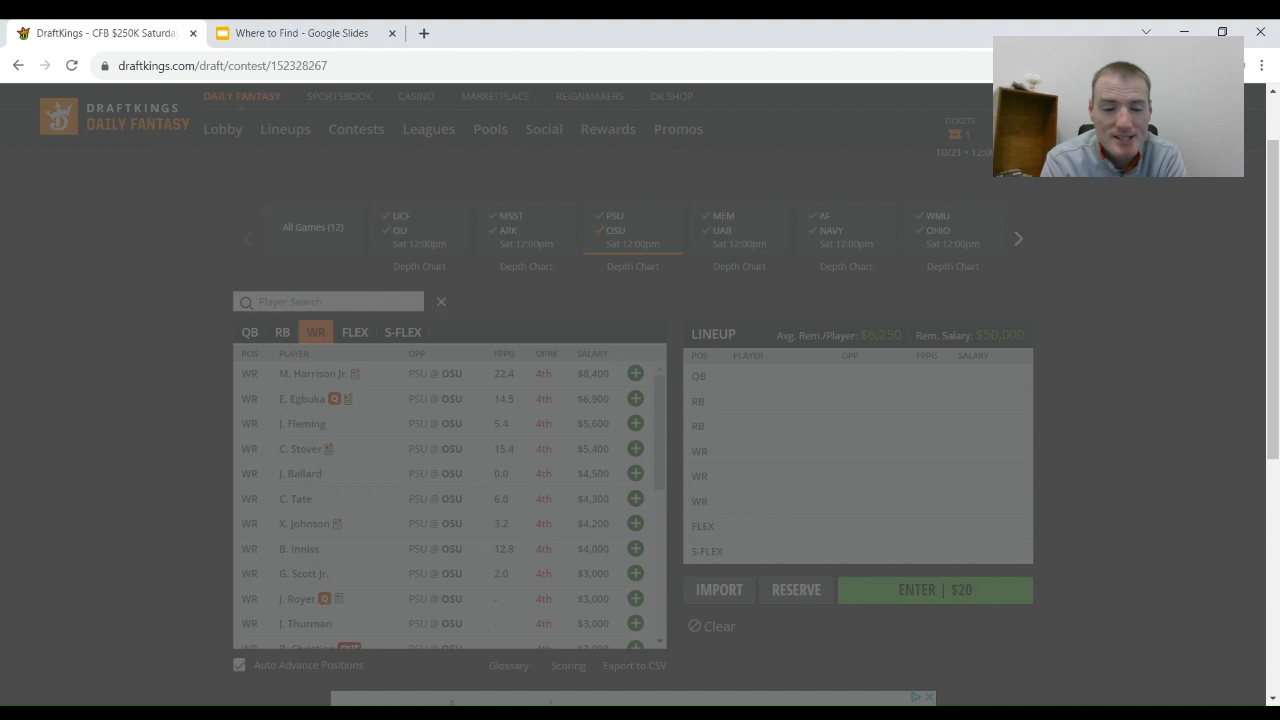 DraftKings - CFB $250K Saturday
Where to Find - Google Slides
draftkings.com/draft/contest/152328267
DRAFTKINGS
DAILY FANTASY
DAILY FANTASY SPORTSBOOK CASINO MARKETPLACE REIGNMAKERS DK SHOP
Lobby Lineups Contests Leagues Pools Social Rewards Promos
TICKETS
1
10/21 • 12:00
All Games (12)
UCF
OU
Sat 12:00pm
Depth Chart
MSST
ARK
Sat 12:00pm
Depth Chart
PSU
OSU
Sat 12:00pm
Depth Chart
MEM
UAB
Sat 12:00pm
Depth Chart
AF
NAVY
Sat 12:00pm
Depth Chart
WMU
OHIO
Sat 12:00pm
Depth Chart
Player Search
QB RB WR FLEX S-FLEX
POS PLAYER OPP FPPG OPRK SALARY
WR M. Harrison Jr. PSU @ OSU 22.4 4th $8,400
WR E. Egbuka Q PSU @ OSU 14.5 4th $6,900
WR J. Fleming PSU @ OSU 5.4 4th $5,600
WR C. Stover PSU @ OSU 15.4 4th $5,400
WR J. Ballard PSU @ OSU 0.0 4th $4,500
WR C. Tate PSU @ OSU 6.0 4th $4,300
WR X. Johnson PSU @ OSU 3.2 4th $4,200
WR B. Inniss PSU @ OSU 12.8 4th $4,000
WR G. Scott Jr. PSU @ OSU 2.0 4th $3,000
WR J. Royer Q PSU @ OSU - 4th $3,000
WR J. Thurman PSU @ OSU - 4th $3,000
Auto Advance Positions Glossary Scoring Export to CSV
LINEUP Avg. Rem./Player: $6,250 Rem. Salary: $50,000
POS PLAYER OPP FPPG SALARY
QB
RB
RB
WR
WR
WR
FLEX
S-FLEX
IMPORT RESERVE ENTER | $20
Clear